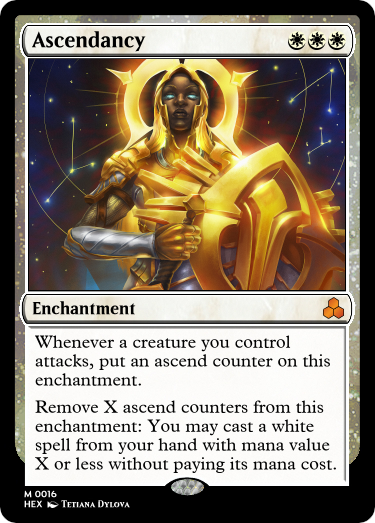 Ascendancy
Enchantment
Whenever a creature you control
attacks, put an ascend counter on this
enchantment.
Remove X ascend counters from this
enchantment: You may cast a white
spell from your hand with mana value
X or less without paying its mana cost.
M 0016
HEX Tetiana Dylova